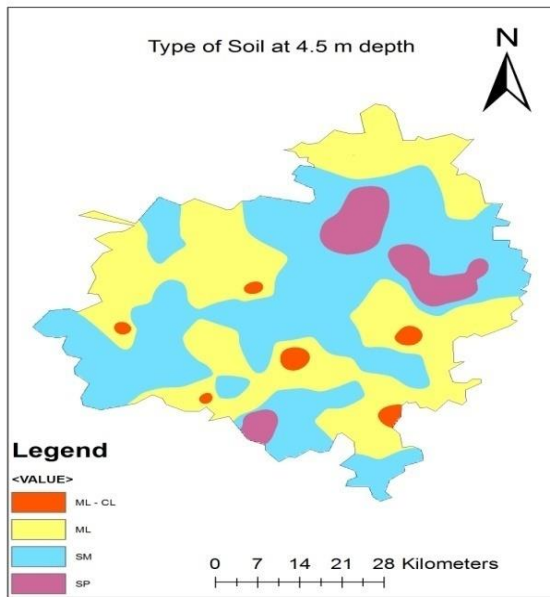 Type of Soil at 4.5 m depth
N
Legend
<VALUE>
ML - CL
ML
SM
SP
0 7 14 21 28 Kilometers